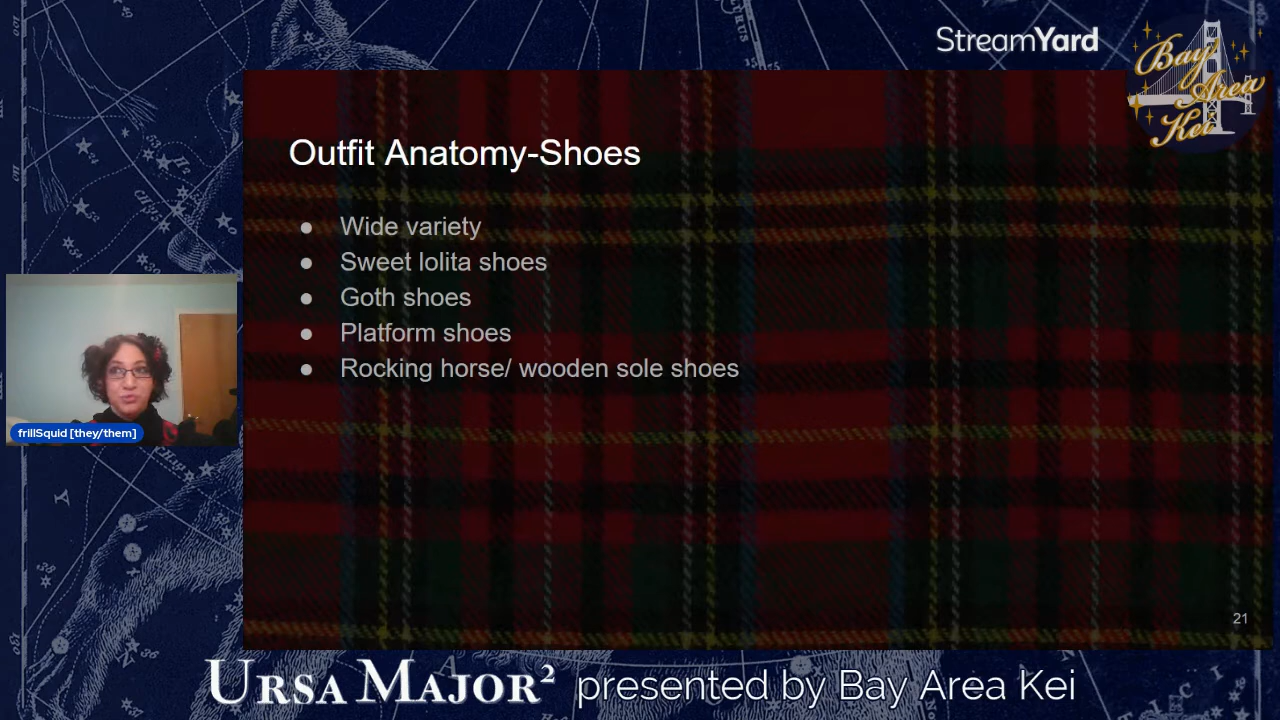 StreamYard
Bay
Area
Kei
Outfit Anatomy-Shoes
● Wide variety
● Sweet lolita shoes
● Goth shoes
● Platform shoes
● Rocking horse/ wooden sole shoes
frillSquid [they/them]
21
URSA MAJOR² presented by Bay Area Kei